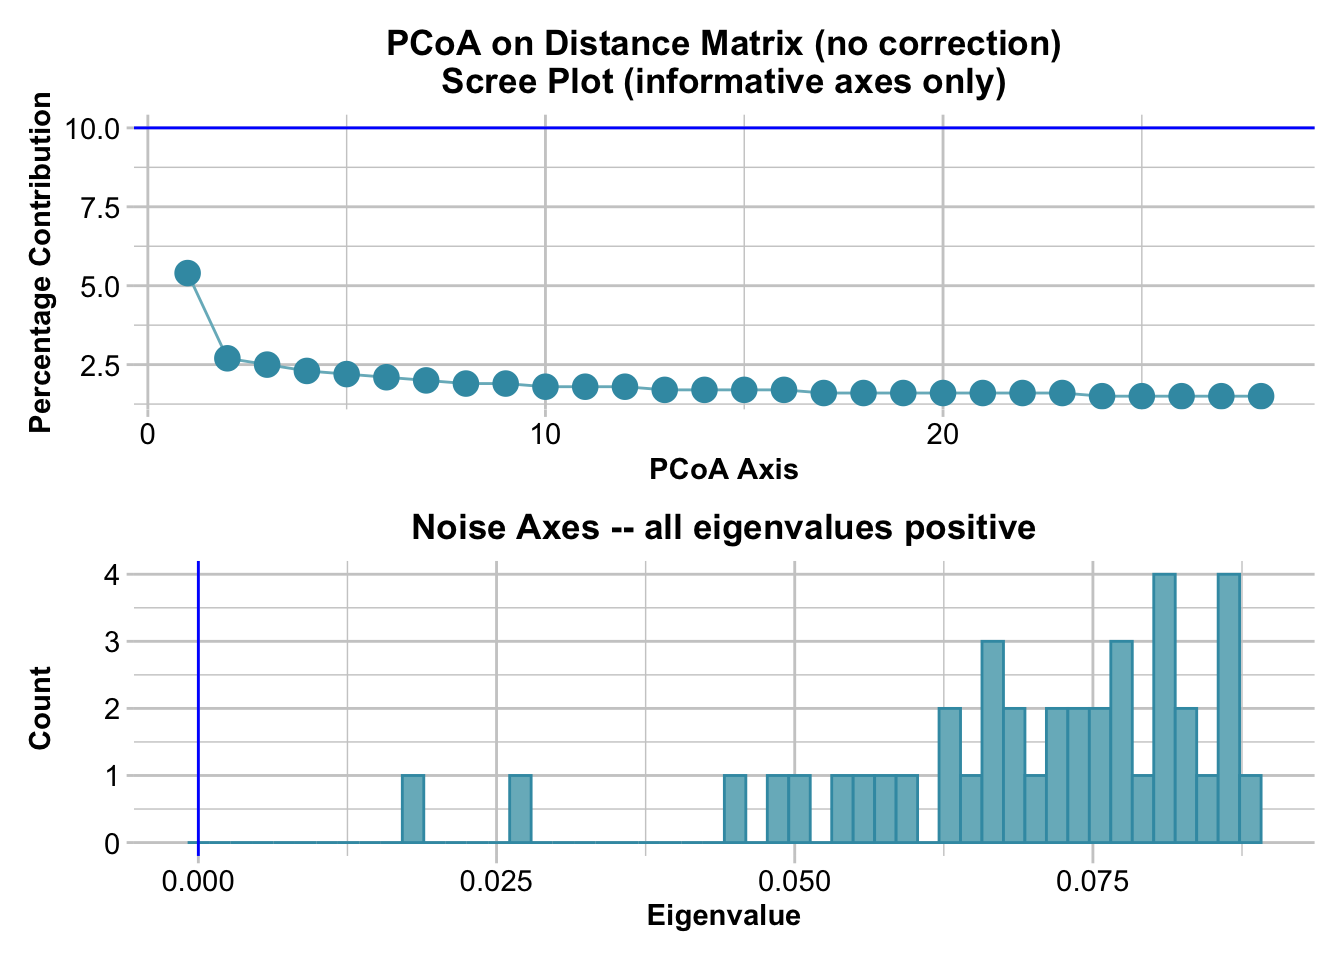 PCoA on Distance Matrix (no correction)
Scree Plot (informative axes only)
Percentage Contribution
10.0
7.5
5.0
2.5
0 10 20
PCoA Axis
Noise Axes -- all eigenvalues positive
Count
4
3
2
1
0
0.000 0.025 0.050 0.075
Eigenvalue